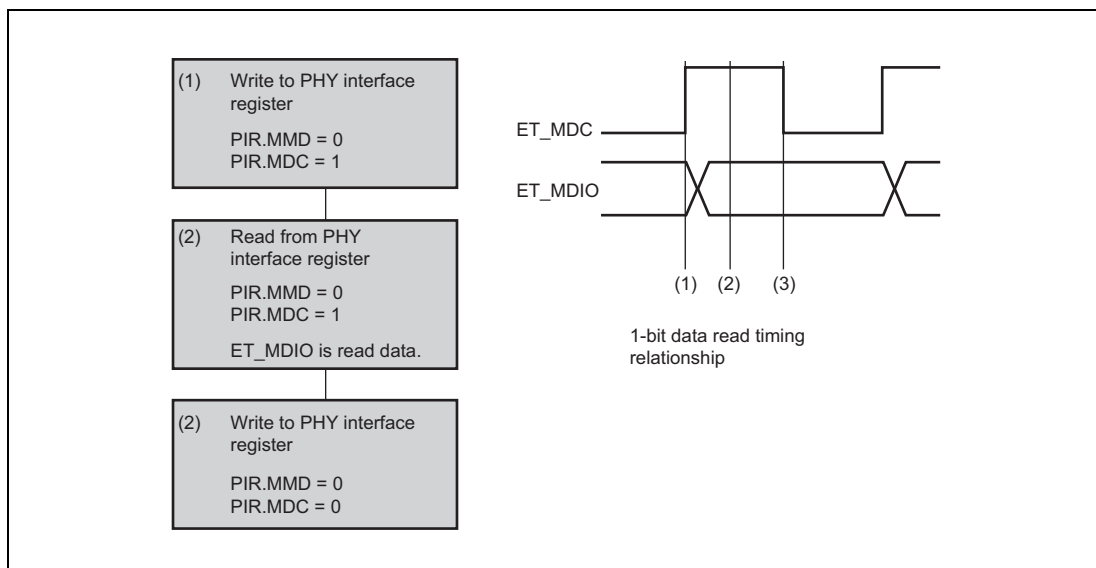 (1) Write to PHY interface
register
PIR.MMD = 0
PIR.MDC = 1
(2) Read from PHY
interface register
PIR.MMD = 0
PIR.MDC = 1
ET_MDIO is read data.
(2) Write to PHY interface
register
PIR.MMD = 0
PIR.MDC = 0
ET_MDC
ET_MDIO
(1) (2) (3)
1-bit data read timing
relationship